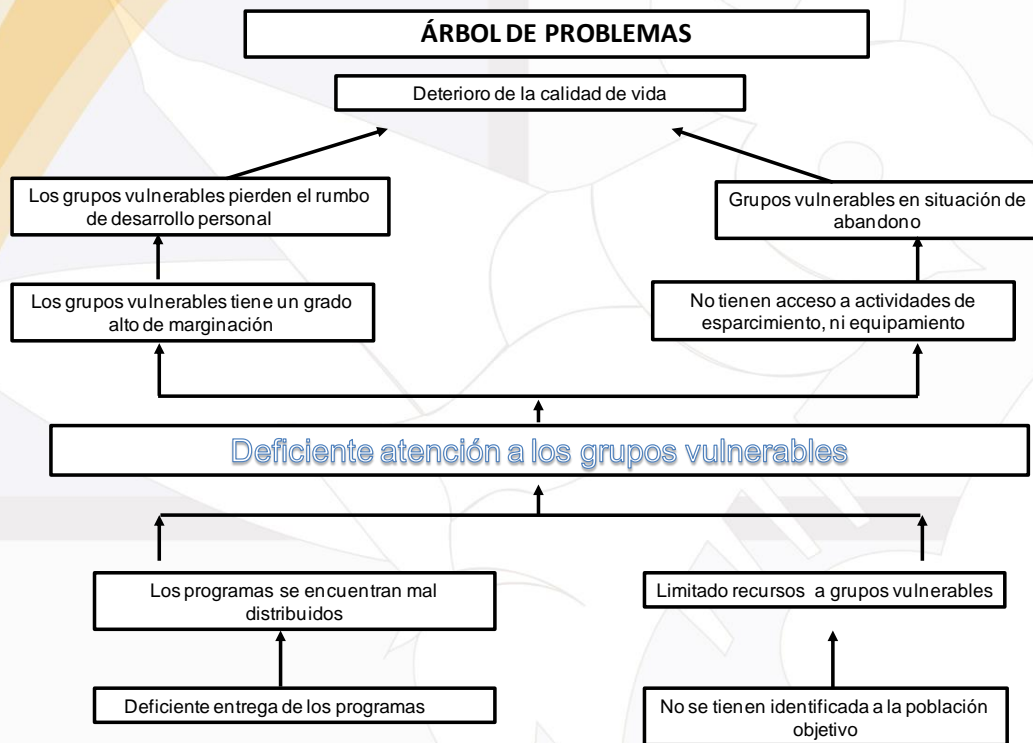 ÁRBOL DE PROBLEMAS
Deterioro de la calidad de vida
Los grupos vulnerables pierden el rumbo
de desarrollo personal
Grupos vulnerables en situación de
abandono
Los grupos vulnerables tiene un grado
alto de marginación
No tienen acceso a actividades de
esparcimiento, ni equipamiento
Deficiente atención a los grupos vulnerables
Los programas se encuentran mal
distribuidos
Limitado recursos a grupos vulnerables
Deficiente entrega de los programas
No se tienen identificada a la población
objetivo